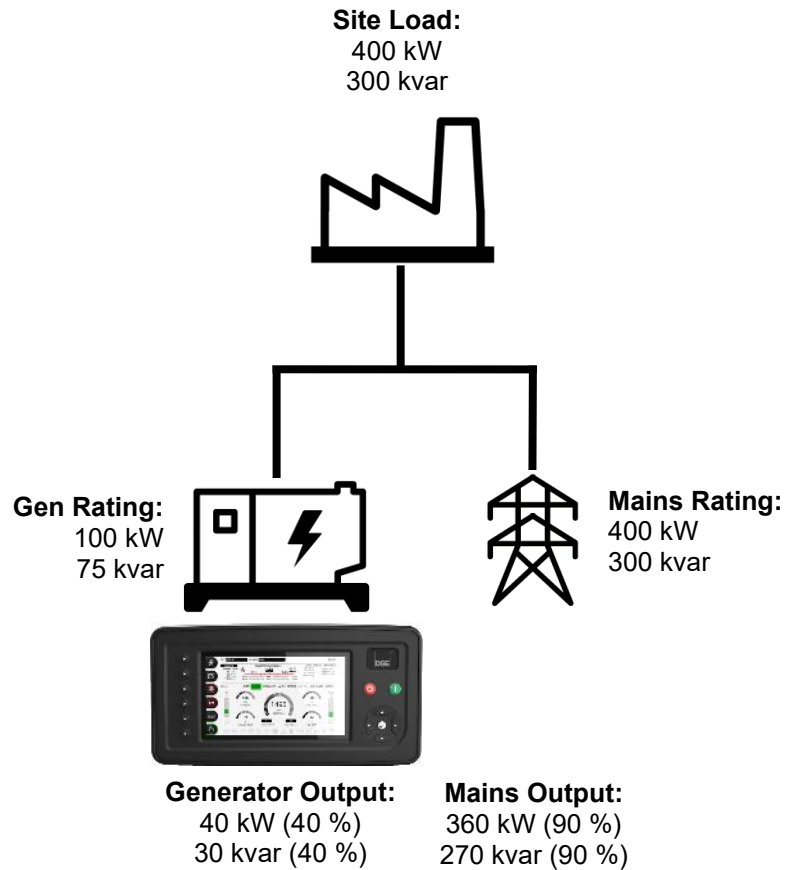 Site Load:
400 kW
300 kvar
Gen Rating:
100 kW
75 kvar
Mains Rating:
400 kW
300 kvar
DSE
Generator Output:
40 kW (40 %)
30 kvar (40 %)
Mains Output:
360 kW (90 %)
270 kvar (90 %)